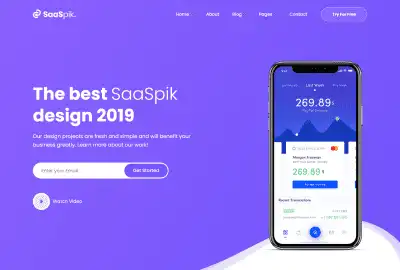 SaaSpik.
Home About Blog Pages Contact Try For Free
The best SaaSpik
design 2019
Our design projects are fresh and simple and will benefit your
business greatly. Learn more about our work!
Enter your Email Get Started
Watch Video
Last Week
269.89$
Morgan Freeman
269.89$
Recent Transactions